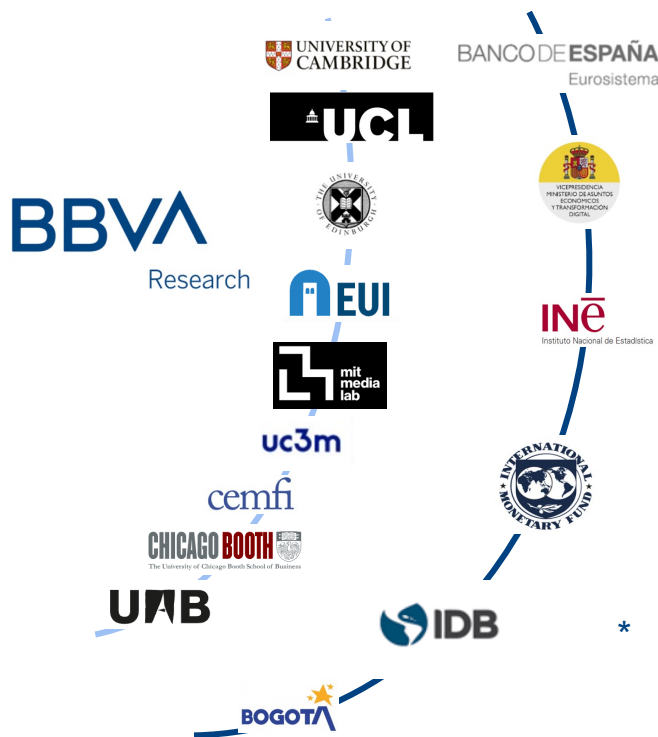 UNIVERSITY OF
CAMBRIDGE
BANCO DE ESPAÑA
Eurosistema
UCL
THE UNIVERSITY
OF EDINBURGH
VICEPRESIDENCIA
MINISTERIO DE ASUNTOS
ECONÓMICOS
Y TRANSFORMACIÓN
DIGITAL
BBVA
Research
EUI
INe
Instituto Nacional de Estadística
mit
media
lab
uc3m
INTERNATIONAL
MONETARY FUND
cemfi
CHICAGO BOOTH
The University of Chicago Booth School of Business
UAB
IDB
*
BOGOTÁ